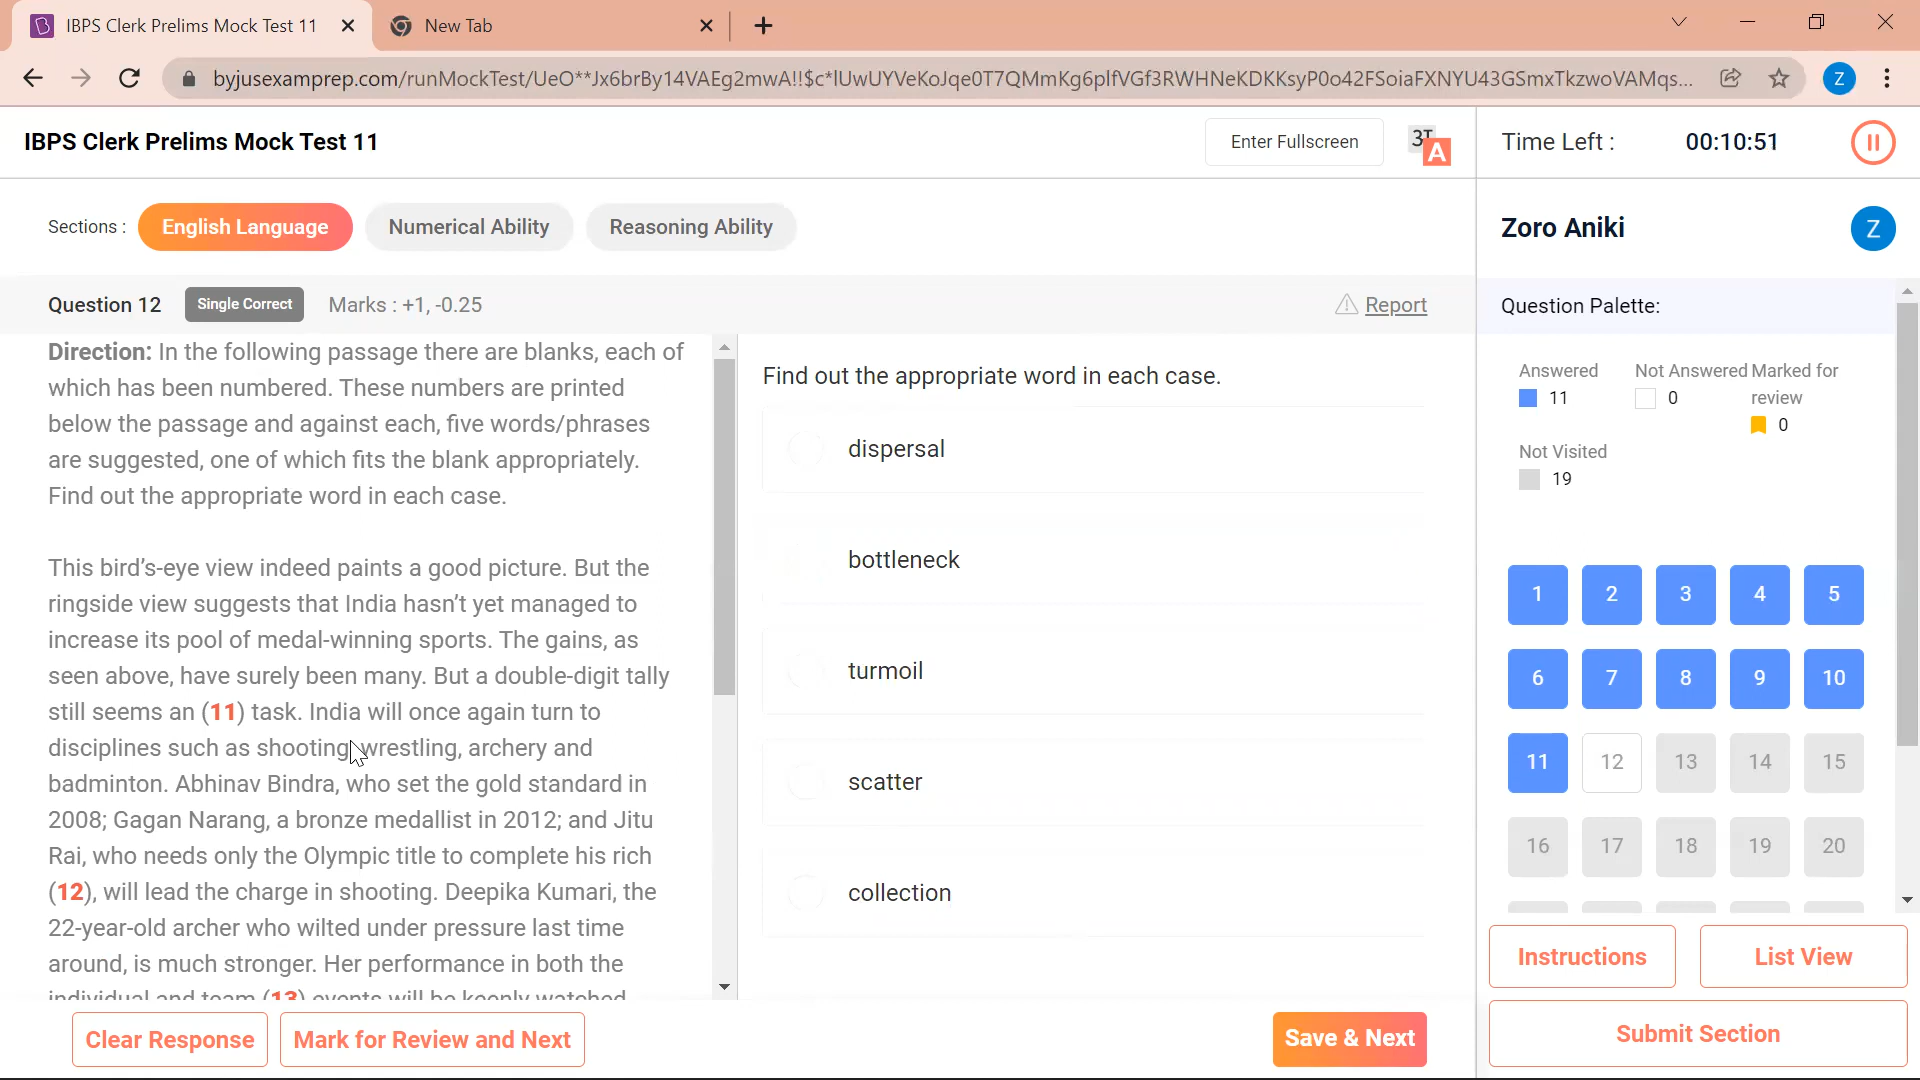 IBPS Clerk Prelims Mock Test 11
New Tab
byjusexamprep.com/runMockTest/UeO**Jx6brBy14VAEg2mwA!!$c*lUwUYVeKoJqe0T7QMmKg6plfVGf3RWHNeKDKKsyP0o42FSoiaFXNYU43GSmxTkzwoVAMqs...
Z
IBPS Clerk Prelims Mock Test 11
Enter Fullscreen
A
Time Left :
00:10:51
Sections :
English Language
Numerical Ability
Reasoning Ability
Zoro Aniki
Z
Question 12
Single Correct
Marks : +1, -0.25
Report
Direction: In the following passage there are blanks, each of
which has been numbered. These numbers are printed
below the passage and against each, five words/phrases
are suggested, one of which fits the blank appropriately.
Find out the appropriate word in each case.
This bird's-eye view indeed paints a good picture. But the
ringside view suggests that India hasn't yet managed to
increase its pool of medal-winning sports. The gains, as
seen above, have surely been many. But a double-digit tally
still seems an (11) task. India will once again turn to
disciplines such as shooting, wrestling, archery and
badminton. Abhinav Bindra, who set the gold standard in
2008; Gagan Narang, a bronze medallist in 2012; and Jitu
Rai, who needs only the Olympic title to complete his rich
(12), will lead the charge in shooting. Deepika Kumari, the
22-year-old archer who wilted under pressure last time
around, is much stronger. Her performance in both the
individual and team (13) events will be keenly watched
Find out the appropriate word in each case.
dispersal
bottleneck
turmoil
scatter
collection
Question Palette:
Answered
11
Not Answered
0
Marked for
review
0
Not Visited
19
1 2 3 4 5
6 7 8 9 10
11 12 13 14 15
16 17 18 19 20
Instructions
List View
Clear Response
Mark for Review and Next
Save & Next
Submit Section